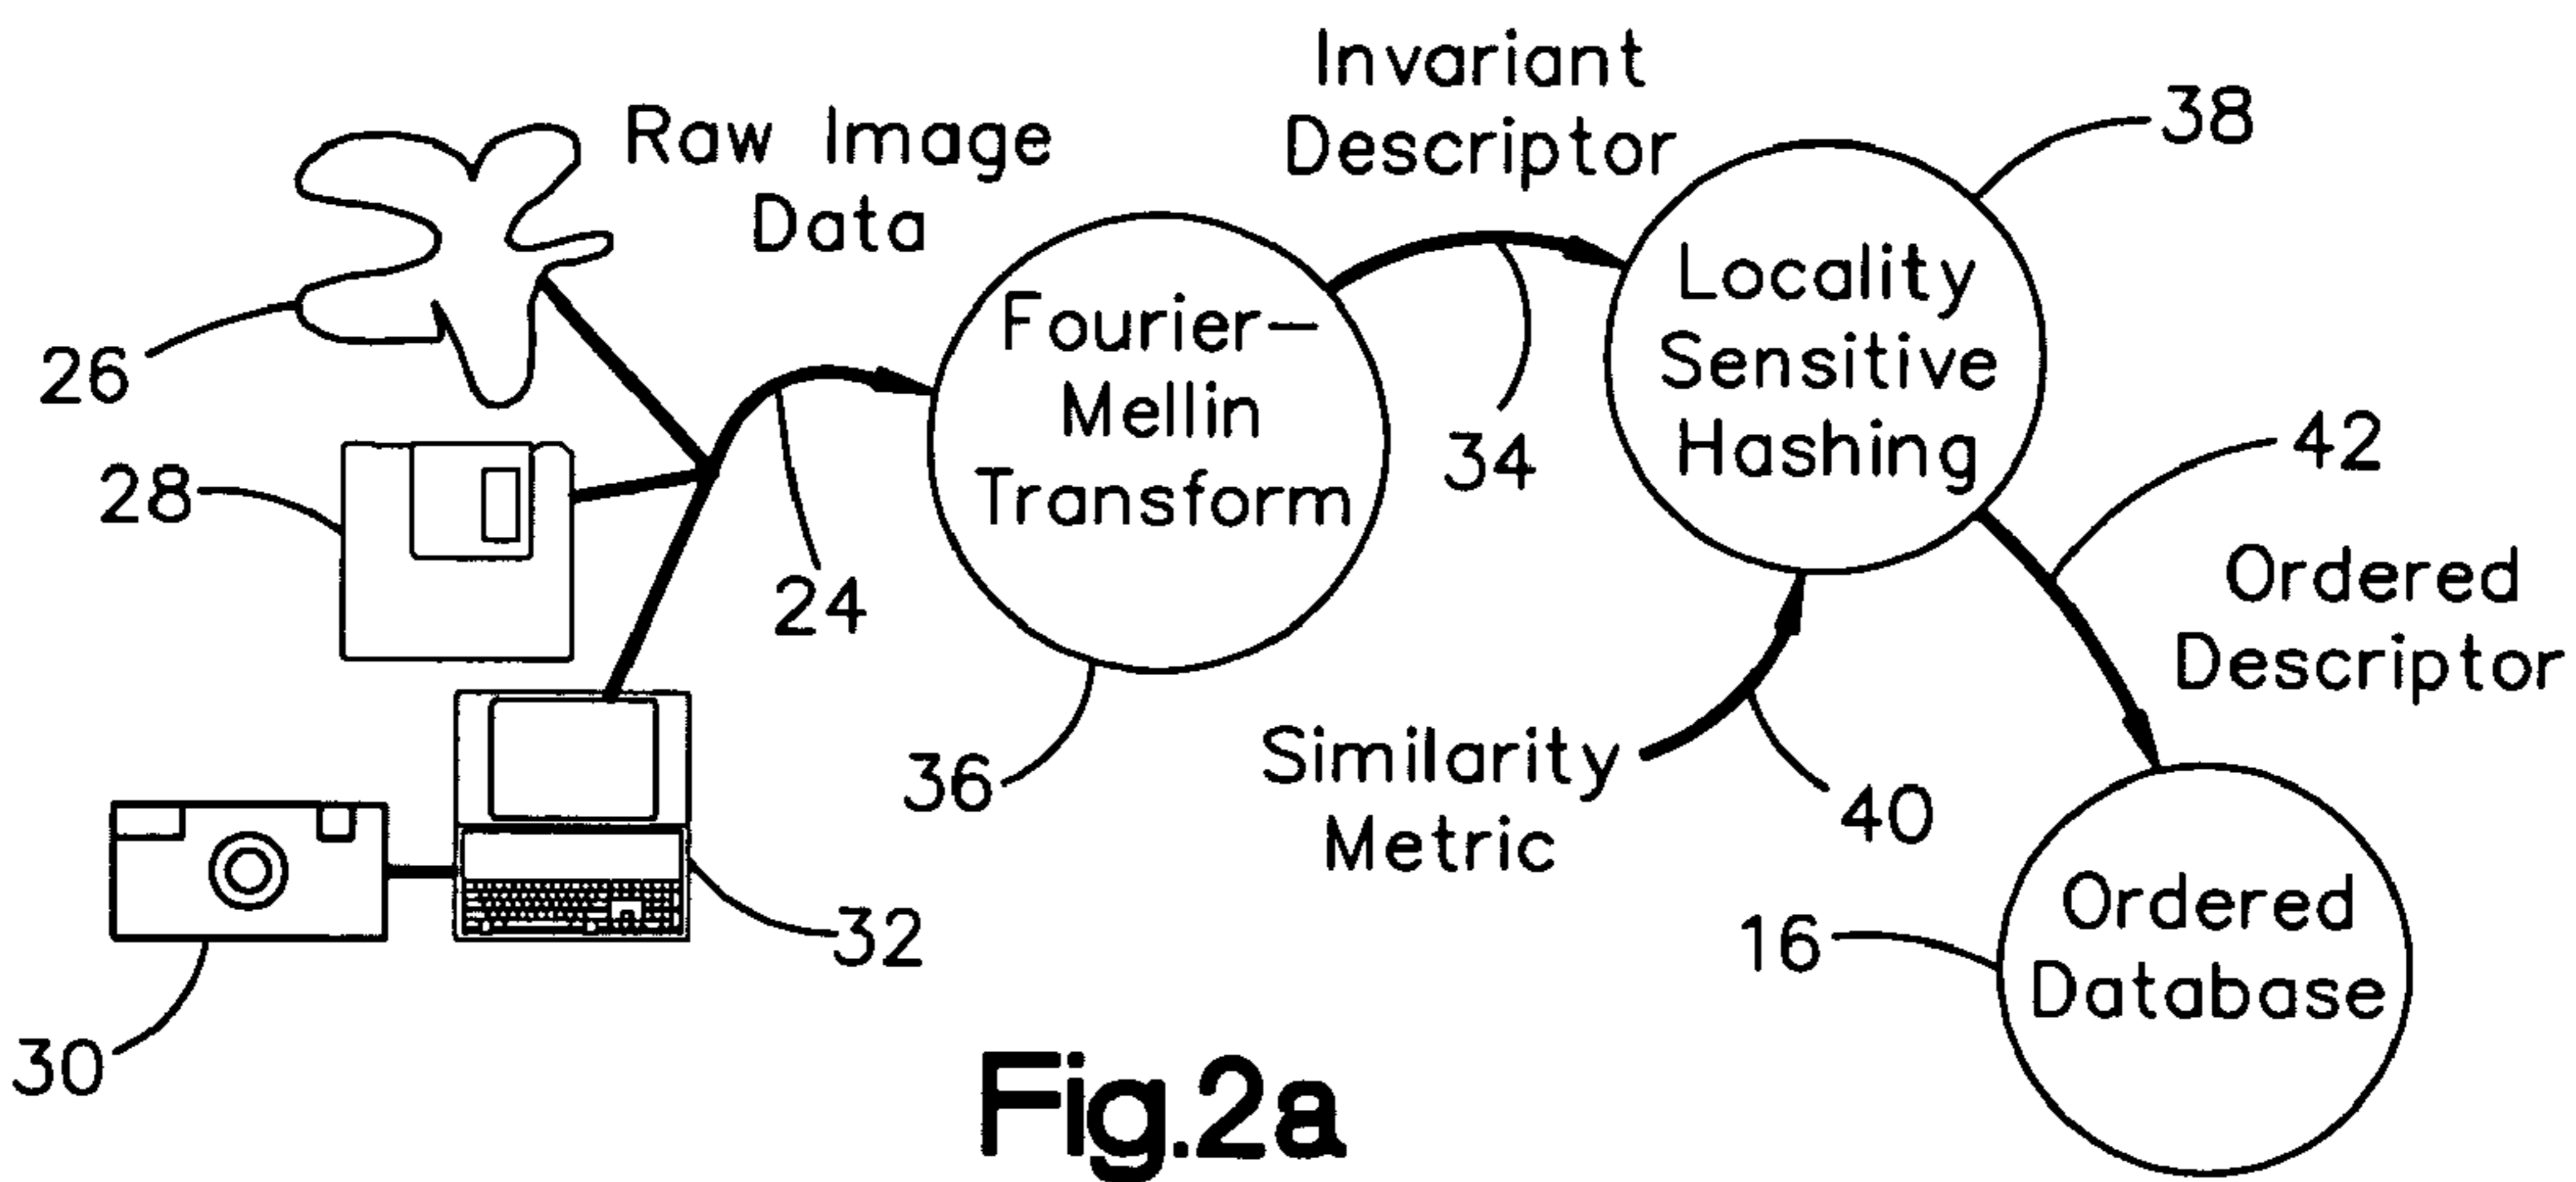 Raw Image
Data
Invariant
Descriptor
38
26
Fourier-
Mellin
Transform
Locality
Sensitive
Hashing
28
24
34
42
Ordered
Descriptor
36
Similarity
Metric
40
32
30
16
Ordered
Database
Fig.2a